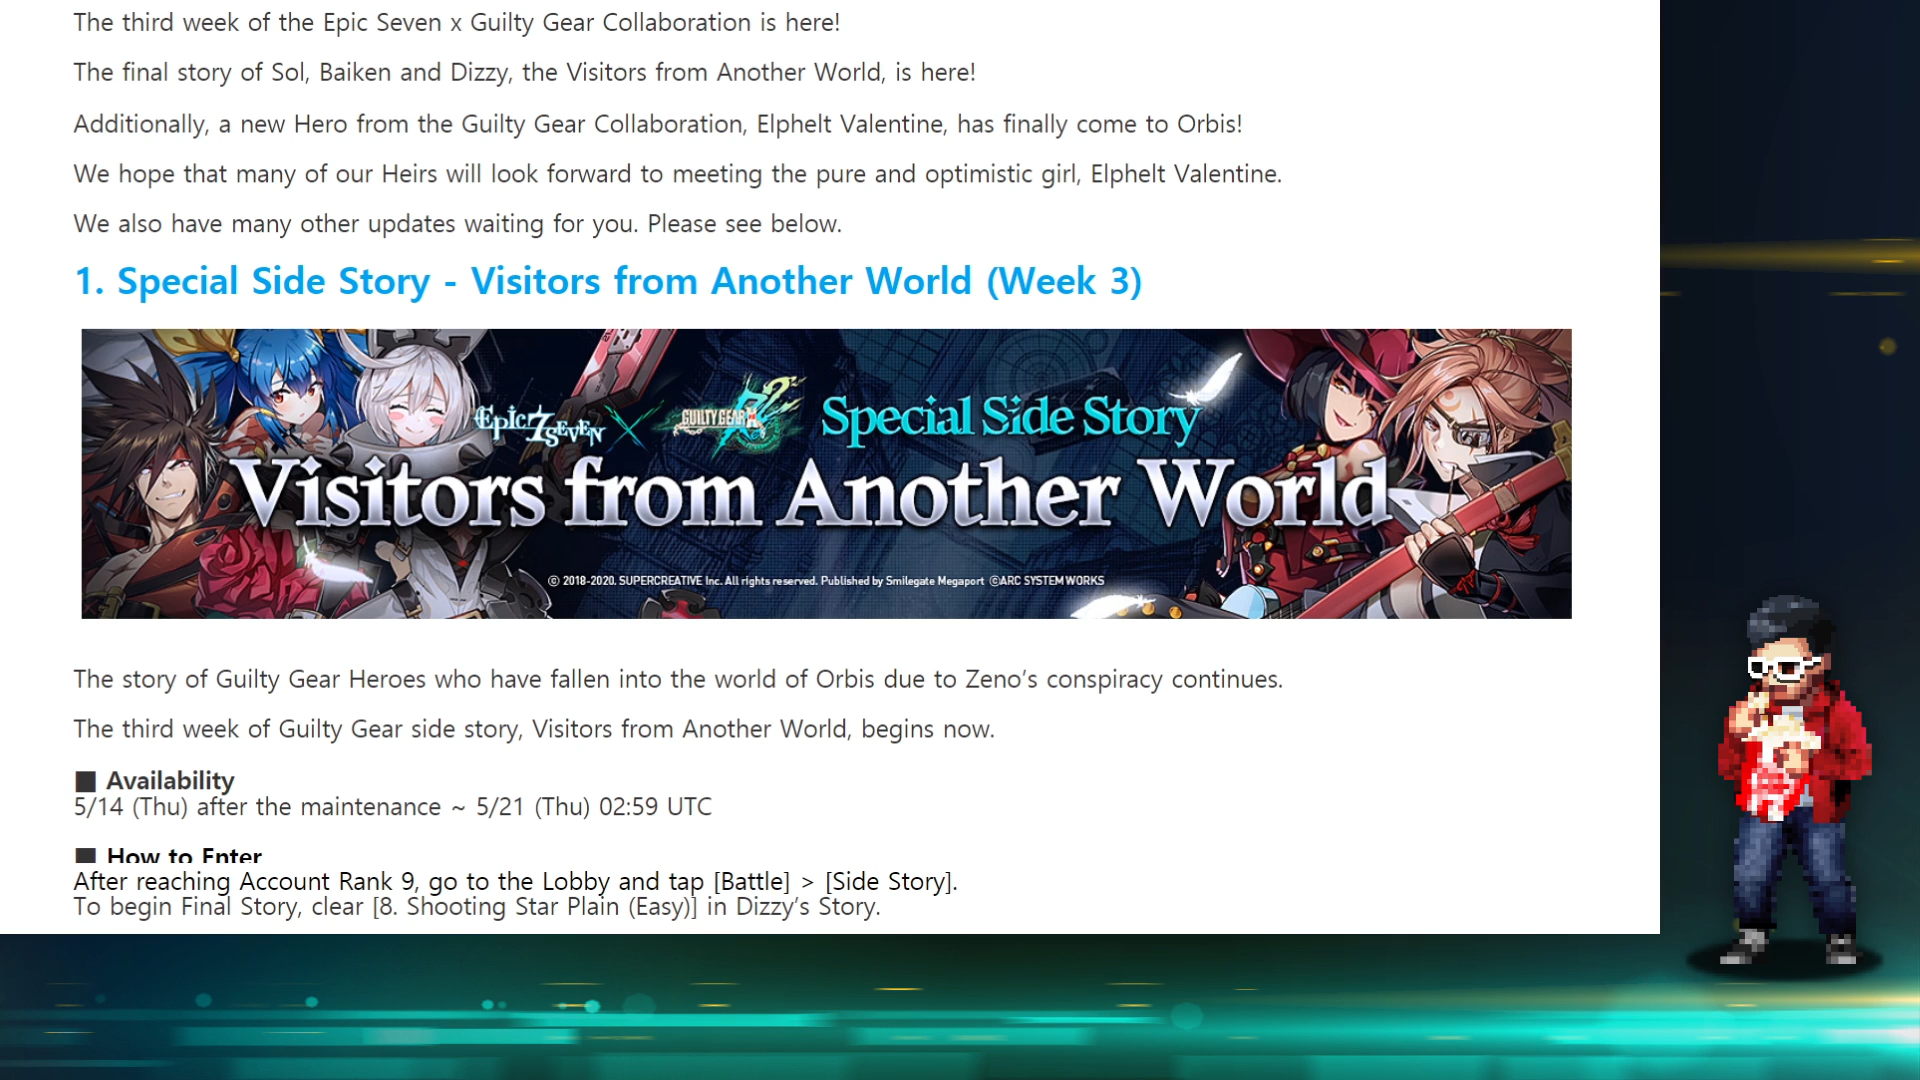 The third week of the Epic Seven x Guilty Gear Collaboration is here!
The final story of Sol, Baiken and Dizzy, the Visitors from Another World, is here!
Additionally, a new Hero from the Guilty Gear Collaboration, Elphelt Valentine, has finally come to Orbis!
We hope that many of our Heirs will look forward to meeting the pure and optimistic girl, Elphelt Valentine.
We also have many other updates waiting for you. Please see below.
1. Special Side Story - Visitors from Another World (Week 3)
Epic7 SEVEN X GUILTY GEAR Special Side Story
Visitors from Another World
© 2018-2020. SUPERCREATIVE Inc. All rights reserved. Published by Smilegate Megaport ©ARC SYSTEM WORKS
The story of Guilty Gear Heroes who have fallen into the world of Orbis due to Zeno’s conspiracy continues.
The third week of Guilty Gear side story, Visitors from Another World, begins now.
■ Availability
5/14 (Thu) after the maintenance ~ 5/21 (Thu) 02:59 UTC
■ How to Enter
After reaching Account Rank 9, go to the Lobby and tap [Battle] > [Side Story].
To begin Final Story, clear [8. Shooting Star Plain (Easy)] in Dizzy’s Story.